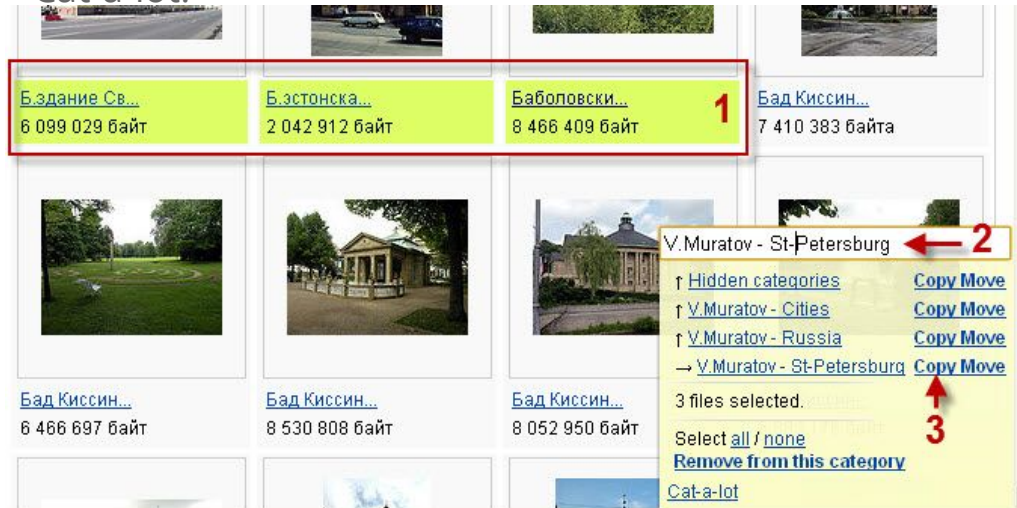 Cat-a-lot.
Б.здание Св...
6 099 029 байт
Б.эстонска...
2 042 912 байт
Баболовски...
8 466 409 байт
1
Бад Киссин...
7 410 383 байта
V.Muratov - St-Petersburg
2
↑ Hidden categories Copy Move
↑ V.Muratov - Cities Copy Move
↑ V.Muratov - Russia Copy Move
→ V.Muratov - St-Petersburg Copy Move
3 files selected.
3
Select all / none
Remove from this category
Cat-a-lot
Бад Киссин...
6 466 697 байт
Бад Киссин...
8 530 808 байт
Бад Киссин...
8 052 950 байт